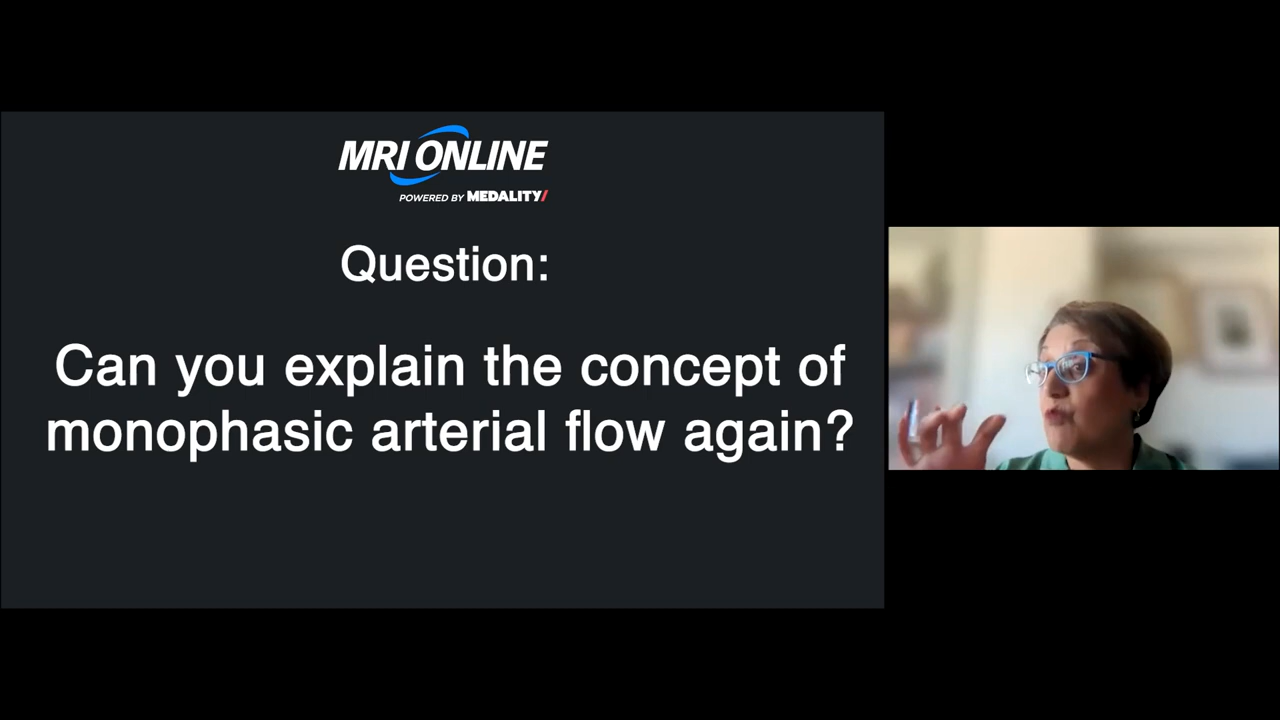 MRI ONLINE
POWERED BY MEDALITY/
Question:
Can you explain the concept of
monophasic arterial flow again?